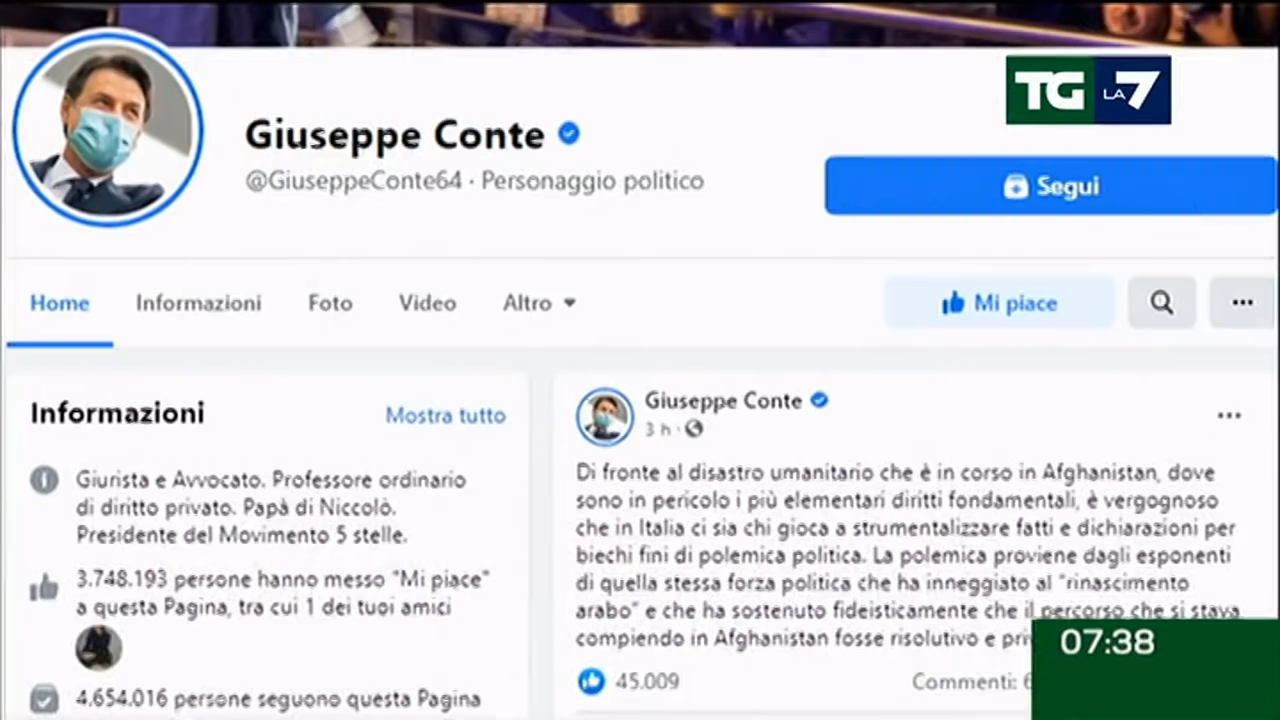 TG LA7
Giuseppe Conte
@GiuseppeConte64 · Personaggio politico
Segui
Home Informazioni Foto Video Altro
Mi piace
Informazioni Mostra tutto
Giurista e Avvocato. Professore ordinario
di diritto privato. Papà di Niccolò.
Presidente del Movimento 5 stelle.
3.748.193 persone hanno messo "Mi piace"
a questa Pagina, tra cui 1 dei tuoi amici
4.654.016 persone seguono questa Pagina
Giuseppe Conte
3 h ·
Di fronte al disastro umanitario che è in corso in Afghanistan, dove
sono in pericolo i più elementari diritti fondamentali, è vergognoso
che in Italia ci sia chi gioca a strumentalizzare fatti e dichiarazioni per
biechi fini di polemica politica. La polemica proviene dagli esponenti
di quella stessa forza politica che ha inneggiato al "rinascimento
arabo" e che ha sostenuto fideisticamente che il percorso che si stava
compiendo in Afghanistan fosse risolutivo e
45.009 Commenti:
07:38